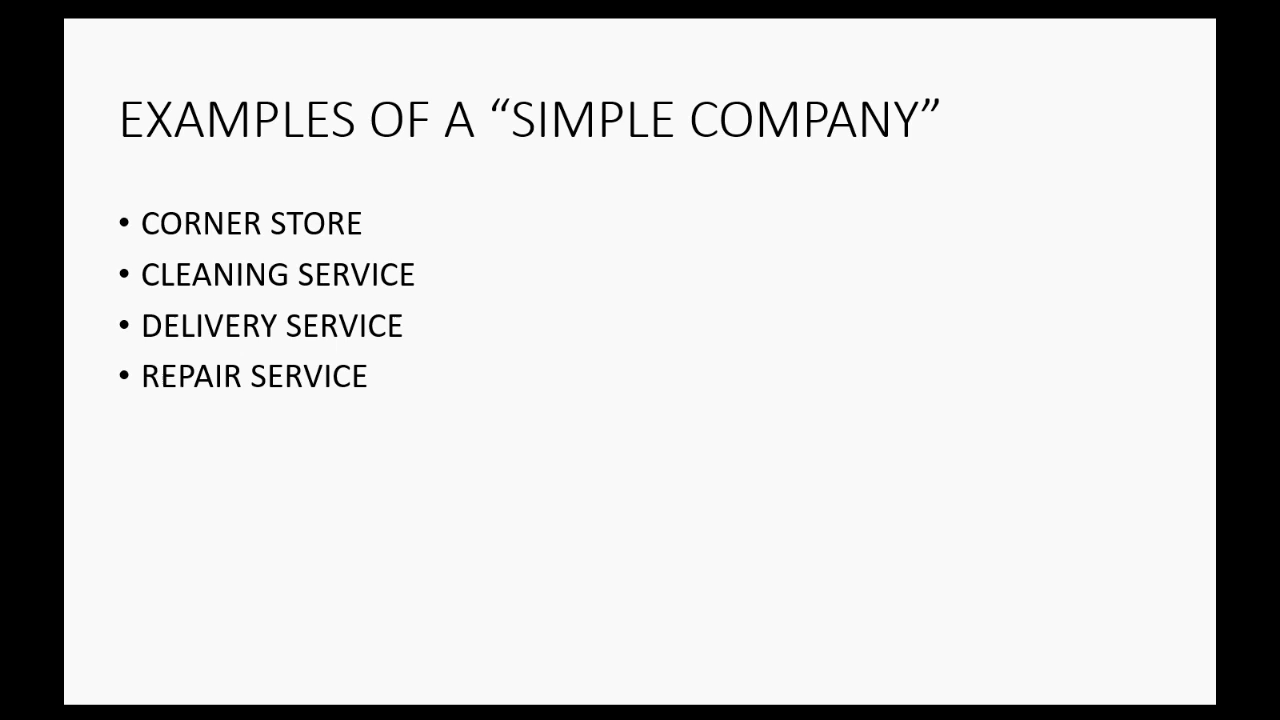 EXAMPLES OF A “SIMPLE COMPANY”
• CORNER STORE
• CLEANING SERVICE
• DELIVERY SERVICE
• REPAIR SERVICE